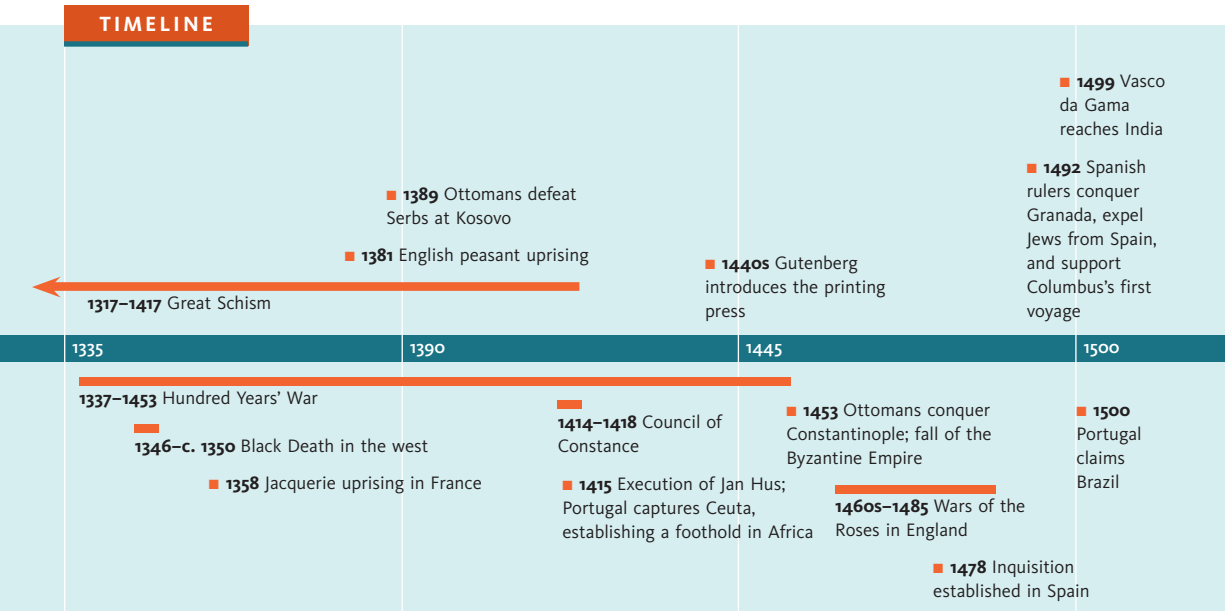 TIMELINE
1499 Vasco
da Gama
reaches India
1492 Spanish
rulers conquer
Granada, expel
Jews from Spain,
and support
Columbus's first
voyage
1389 Ottomans defeat
Serbs at Kosovo
1381 English peasant uprising
1440s Gutenberg
introduces the printing
press
1317–1417 Great Schism
1335
1390
1445
1500
1337–1453 Hundred Years' War
1346–c. 1350 Black Death in the west
1358 Jacquerie uprising in France
1414–1418 Council of
Constance
1415 Execution of Jan Hus;
Portugal captures Ceuta,
establishing a foothold in Africa
1453 Ottomans conquer
Constantinople; fall of the
Byzantine Empire
1460s–1485 Wars of the
Roses in England
1478 Inquisition
established in Spain
1500
Portugal
claims
Brazil